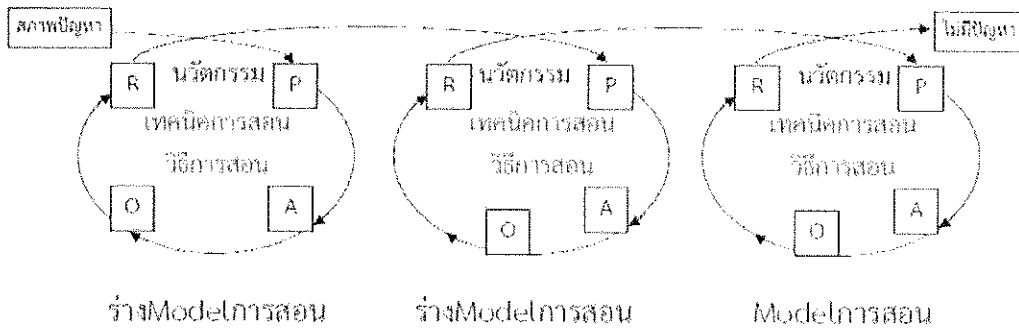 สภาพปัญหา
ไม่มีปัญหา
R นวัตกรรม P
เทคนิคการสอน
วิธีการสอน
O A
ร่างModelการสอน
R นวัตกรรม P
เทคนิคการสอน
วิธีการสอน
O A
ร่างModelการสอน
R นวัตกรรม P
เทคนิคการสอน
วิธีการสอน
O A
Modelการสอน